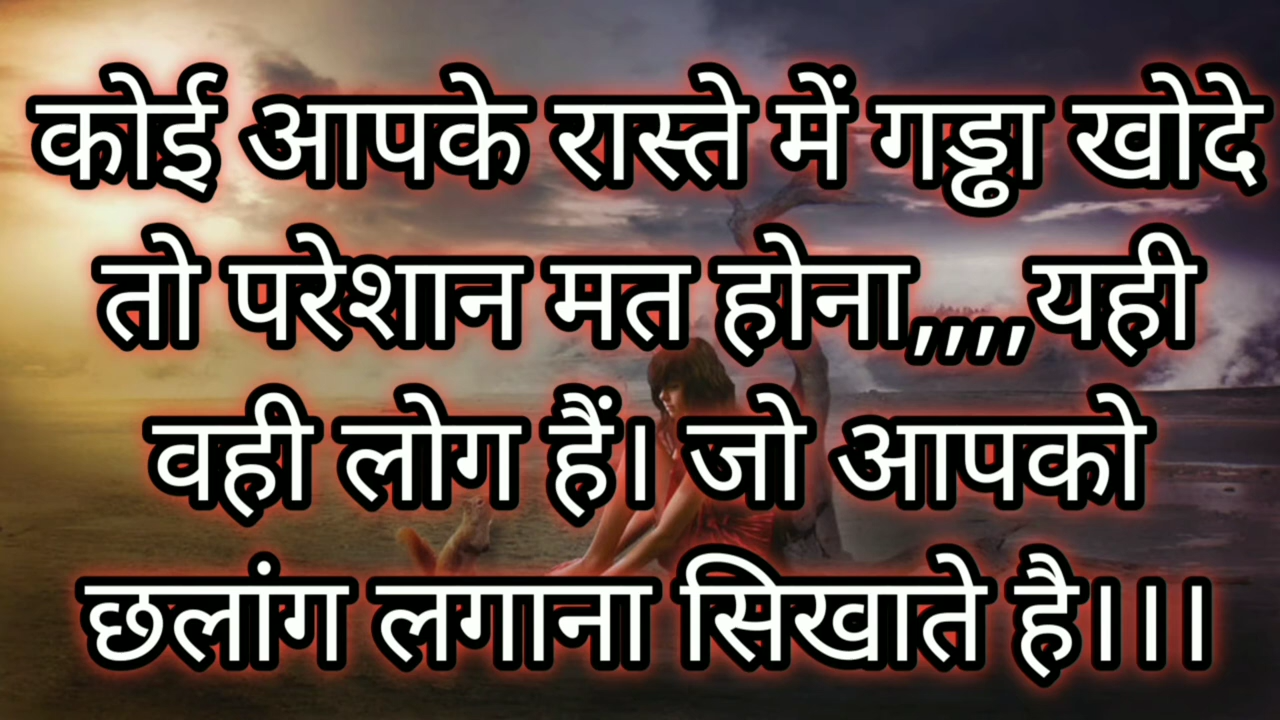 कोई आपके रास्ते में गड्ढा खोदे
तो परेशान मत होना,,,,यही
वही लोग हैं। जो आपको
छलांग लगाना सिखाते है।।।